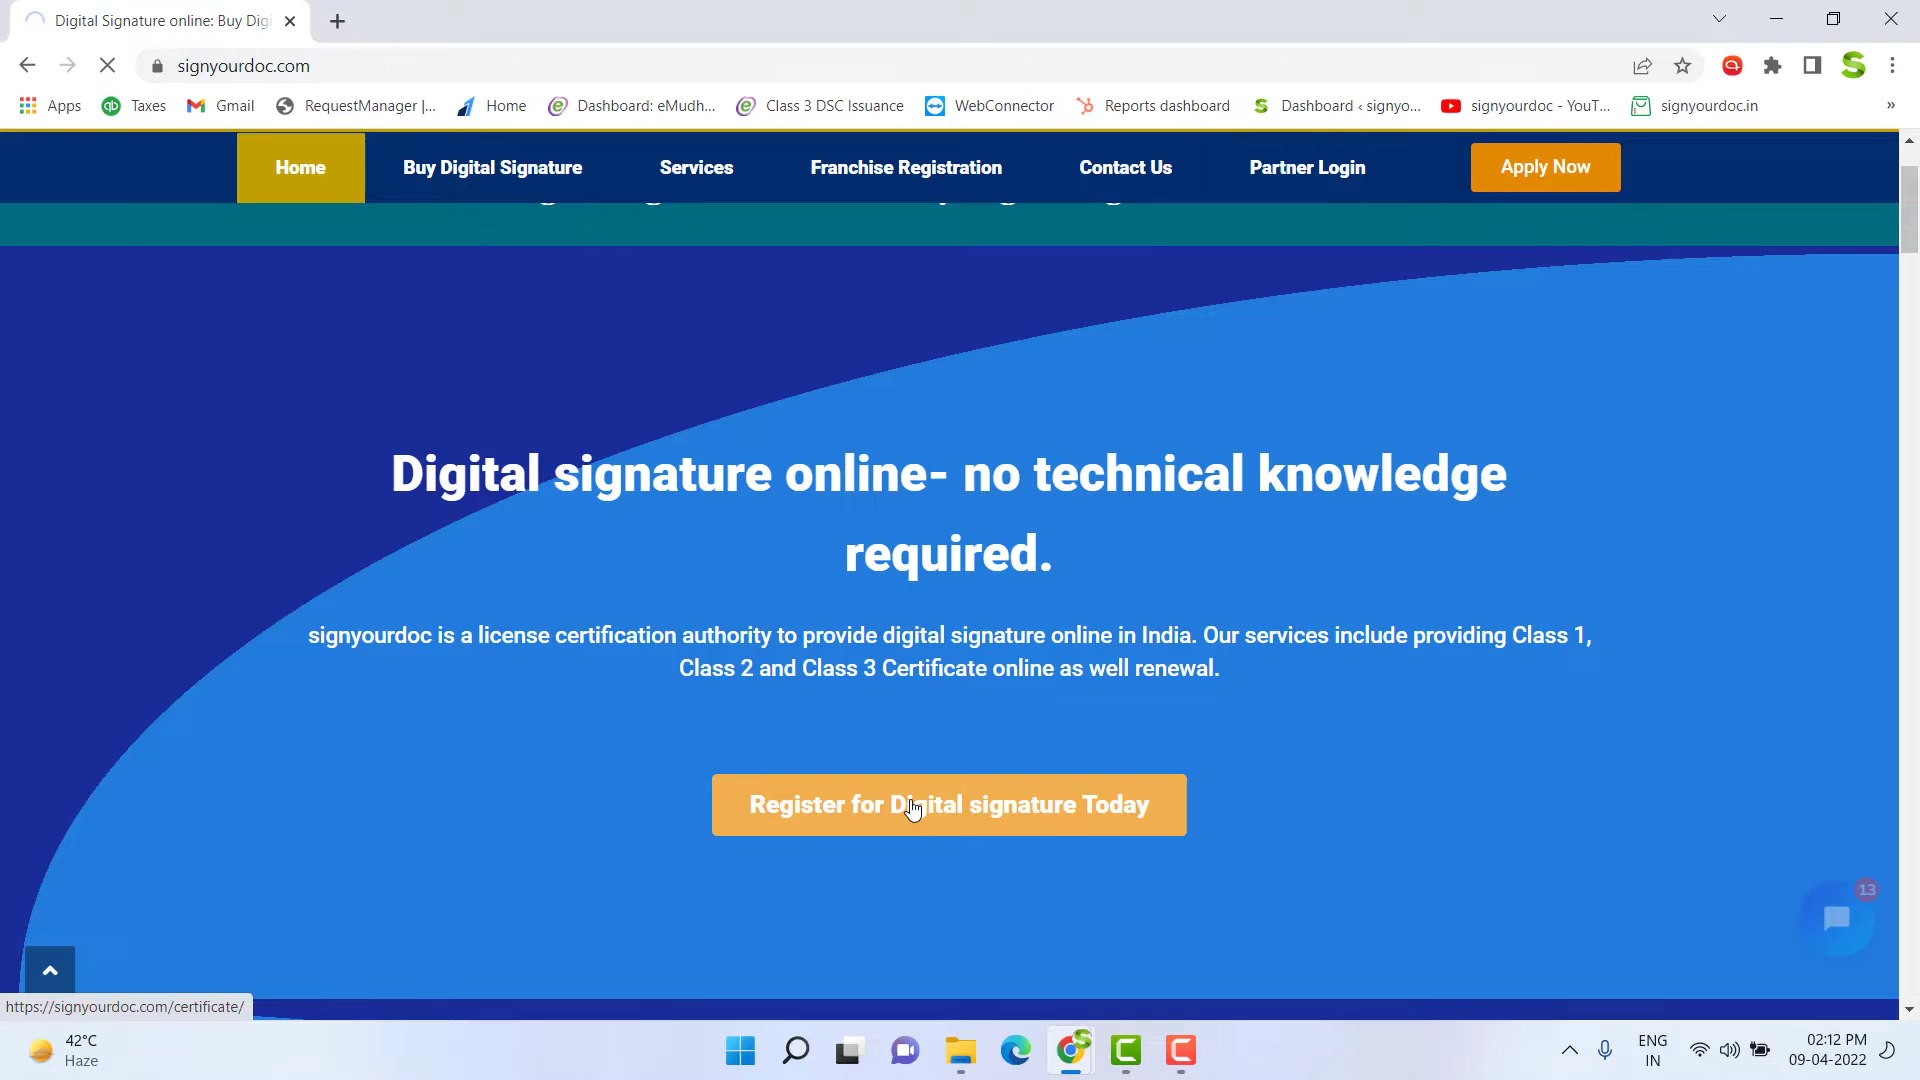 Digital Signature online: Buy Digi
signyourdoc.com
Apps Taxes Gmail RequestManager |... Home Dashboard: eMudh... Class 3 DSC Issuance WebConnector Reports dashboard Dashboard ‹ signyo... signyourdoc - YouT... signyourdoc.in »
Home Buy Digital Signature Services Franchise Registration Contact Us Partner Login Apply Now
Digital signature online- no technical knowledge
required.
signyourdoc is a license certification authority to provide digital signature online in India. Our services include providing Class 1,
Class 2 and Class 3 Certificate online as well renewal.
Register for Digital signature Today
13
https://signyourdoc.com/certificate/
42°C
Haze
ENG
IN
02:12 PM
09-04-2022